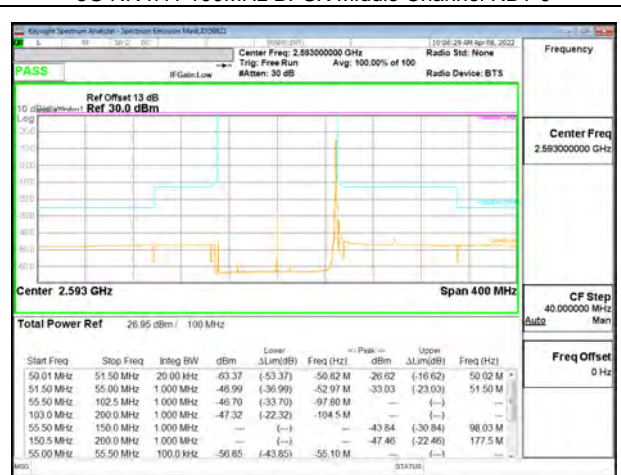 Keysight Spectrum Analyzer - Spectrum Emission Mask,ID:50822
Center Freq: 2.593000000 GHz
10:06:29 AM Apr 08, 2022
Radio Std: None
Frequency
PASS
Trig: Free Run
Avg: 100.00% of 100
IFGain:Low
#Atten: 30 dB
Radio Device: BTS
Ref Offset 13 dB
Ref 30.0 dBm
Log
Center Freq
2.593000000 GHz
Center 2.593 GHz
Span 400 MHz
CF Step
40.000000 MHz
Auto Man
Total Power Ref 26.95 dBm / 100 MHz
Lower <-> Peak <-> Upper
Start Freq Stop Freq Integ BW dBm ΔLim(dB) Freq (Hz) dBm ΔLim(dB) Freq (Hz)
Freq Offset
0 Hz
50.01 MHz 51.50 MHz 20.00 kHz -63.37 (-53.37) -50.62 M -26.62 (-16.62) 50.02 M
51.50 MHz 55.00 MHz 1.000 MHz -46.99 (-36.99) -52.97 M -33.03 (-23.03) 51.50 M
55.50 MHz 102.5 MHz 1.000 MHz -46.70 (-33.70) -97.80 M --- (---)
103.0 MHz 200.0 MHz 1.000 MHz -47.32 (-22.32) -104.5 M --- (---)
55.50 MHz 150.0 MHz 1.000 MHz --- (---) --- -43.84 (-30.84) 98.03 M
150.5 MHz 200.0 MHz 1.000 MHz --- (---) --- -47.46 (-22.46) 177.5 M
55.00 MHz 55.50 MHz 100.0 kHz -56.85 (-43.85) -55.10 M --- (---)
MSG
STATUS